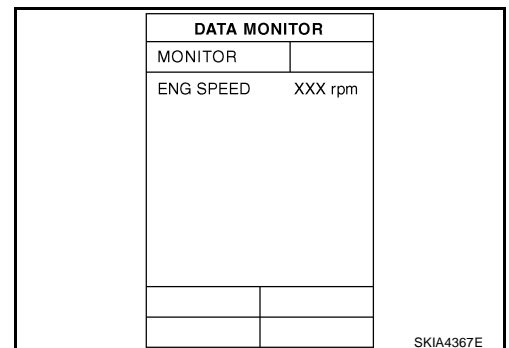 DATA MONITOR
MONITOR
ENG SPEED XXX rpm
SKIA4367E